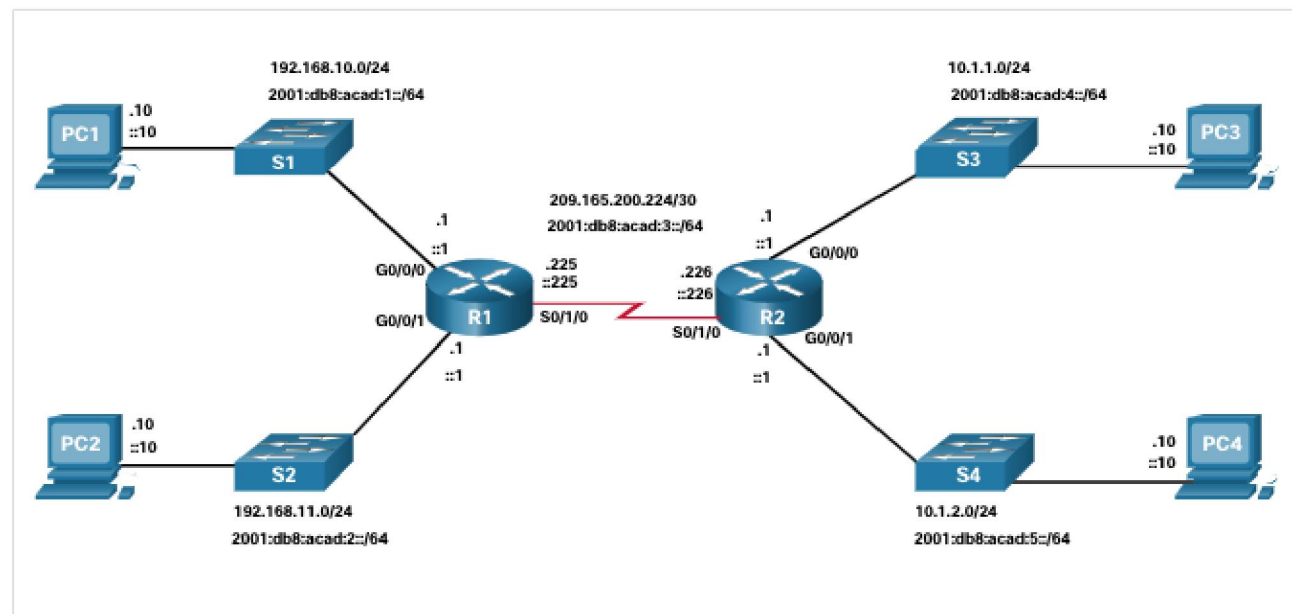 192.168.10.0/24
2001:db8:acad:1::/64
10.1.1.0/24
2001:db8:acad:4::/64
PC1
.10
::10
S1
S3
.10
::10
PC3
209.165.200.224/30
2001:db8:acad:3::/64
.1
::1
G0/0/0
.225
::225
.226
::226
.1
::1
G0/0/0
G0/0/1
R1
S0/1/0
S0/1/0
R2
G0/0/1
.1
::1
.1
::1
PC2
.10
::10
S2
S4
.10
::10
PC4
192.168.11.0/24
2001:db8:acad:2::/64
10.1.2.0/24
2001:db8:acad:5::/64